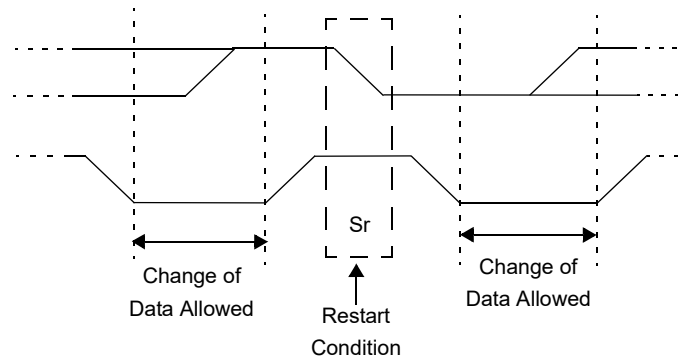 Sr
Change of
Data Allowed
Restart
Condition
Change of
Data Allowed